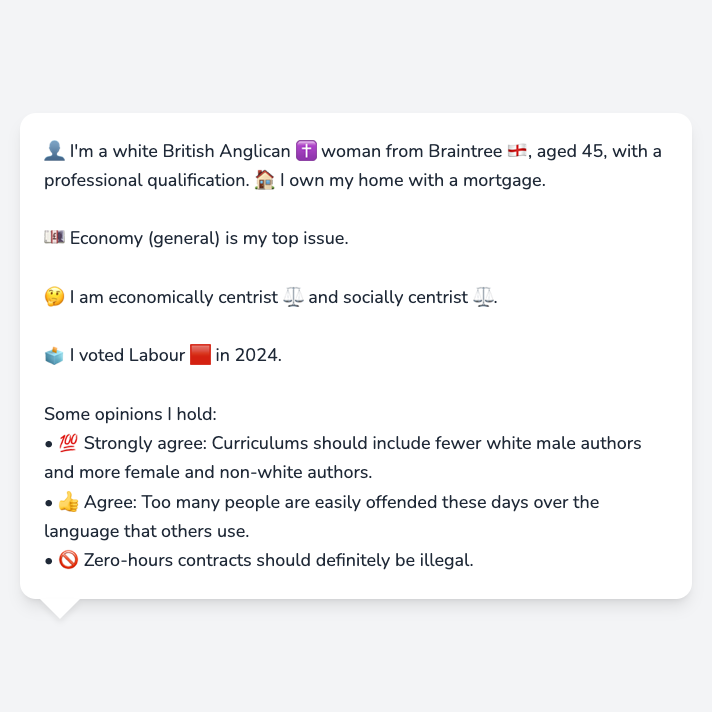 👤 I'm a white British Anglican ✝️ woman from Braintree 🏴󠁧󠁢󠁥󠁮󠁧󠁿, aged 45, with a
professional qualification. 🏠 I own my home with a mortgage.
💷 Economy (general) is my top issue.
🤔 I am economically centrist ⚖️ and socially centrist ⚖️.
🗳️ I voted Labour 🟥 in 2024.
Some opinions I hold:
• 💯 Strongly agree: Curriculums should include fewer white male authors
and more female and non-white authors.
• 👍 Agree: Too many people are easily offended these days over the
language that others use.
• 🚫 Zero-hours contracts should definitely be illegal.